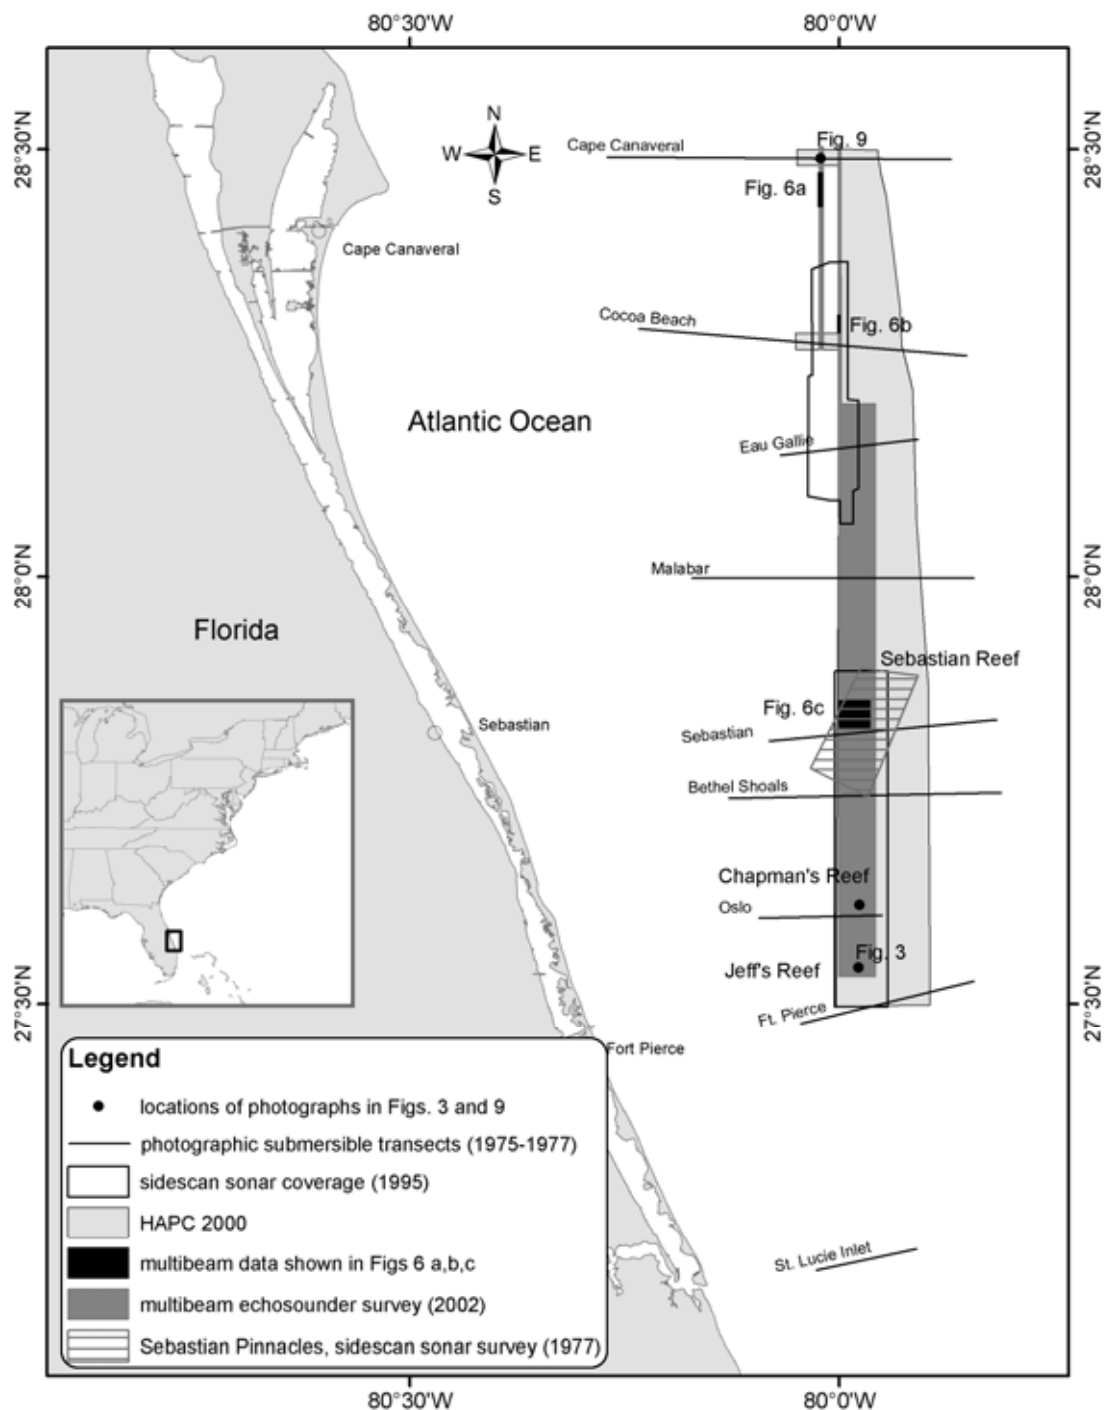 80°30'W
80°0'W
28°30'N
28°30'N
N
W
E
S
Cape Canaveral
Fig. 9
Fig. 6a
Cape Canaveral
Cocoa Beach
Fig. 6b
Atlantic Ocean
Eau Gallie
28°0'N
28°0'N
Malabar
Florida
Sebastian Reef
Fig. 6c
Sebastian
Sebastian
Bethel Shoals
Chapman's Reef
Oslo
Fig. 3
Jeff's Reef
27°30'N
27°30'N
Ft. Pierce
Fort Pierce
Legend
locations of photographs in Figs. 3 and 9
photographic submersible transects (1975-1977)
sidescan sonar coverage (1995)
HAPC 2000
multibeam data shown in Figs 6 a,b,c
multibeam echosounder survey (2002)
Sebastian Pinnacles, sidescan sonar survey (1977)
St. Lucie Inlet
80°30'W
80°0'W